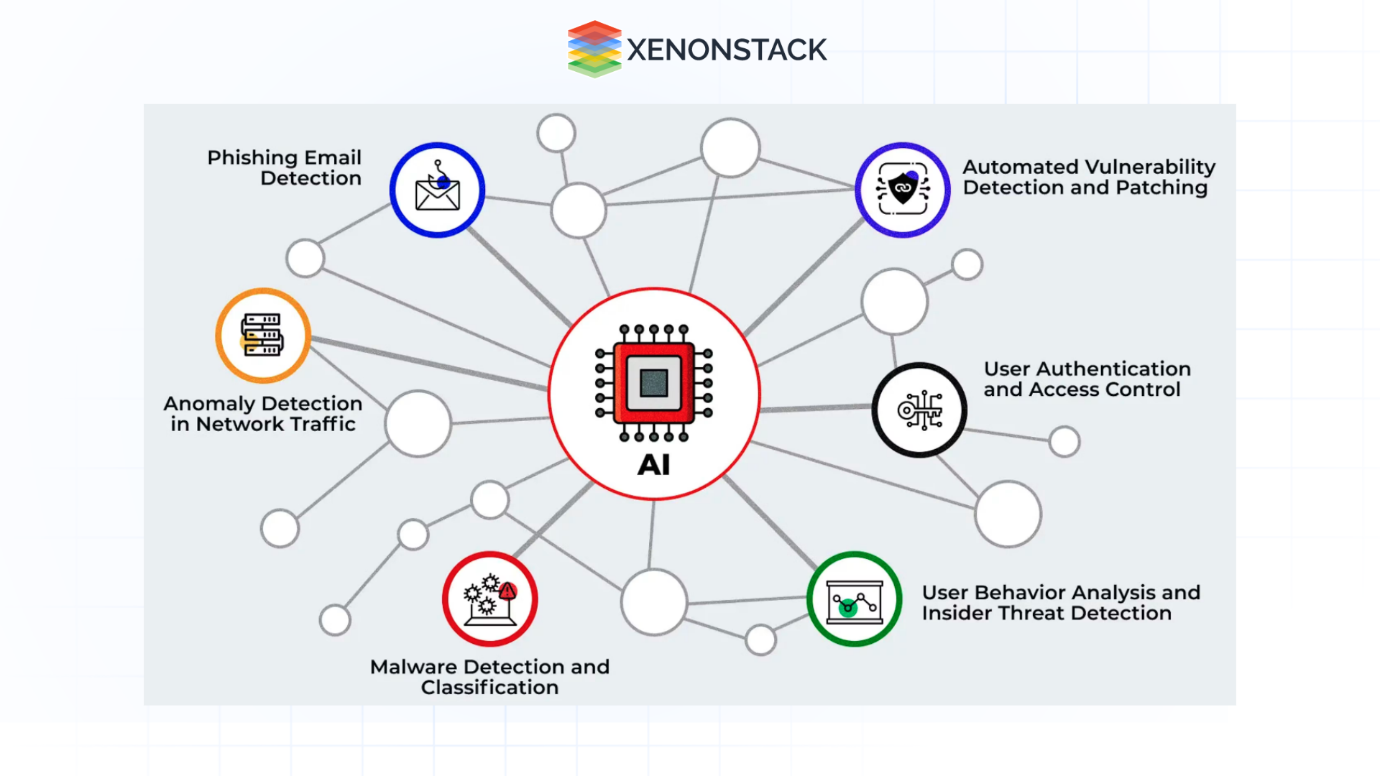 XENONSTACK
Phishing Email
Detection
Automated Vulnerability
Detection and Patching
User Authentication
and Access Control
Anomaly Detection
in Network Traffic
AI
User Behavior Analysis and
Insider Threat Detection
Malware Detection and
Classification